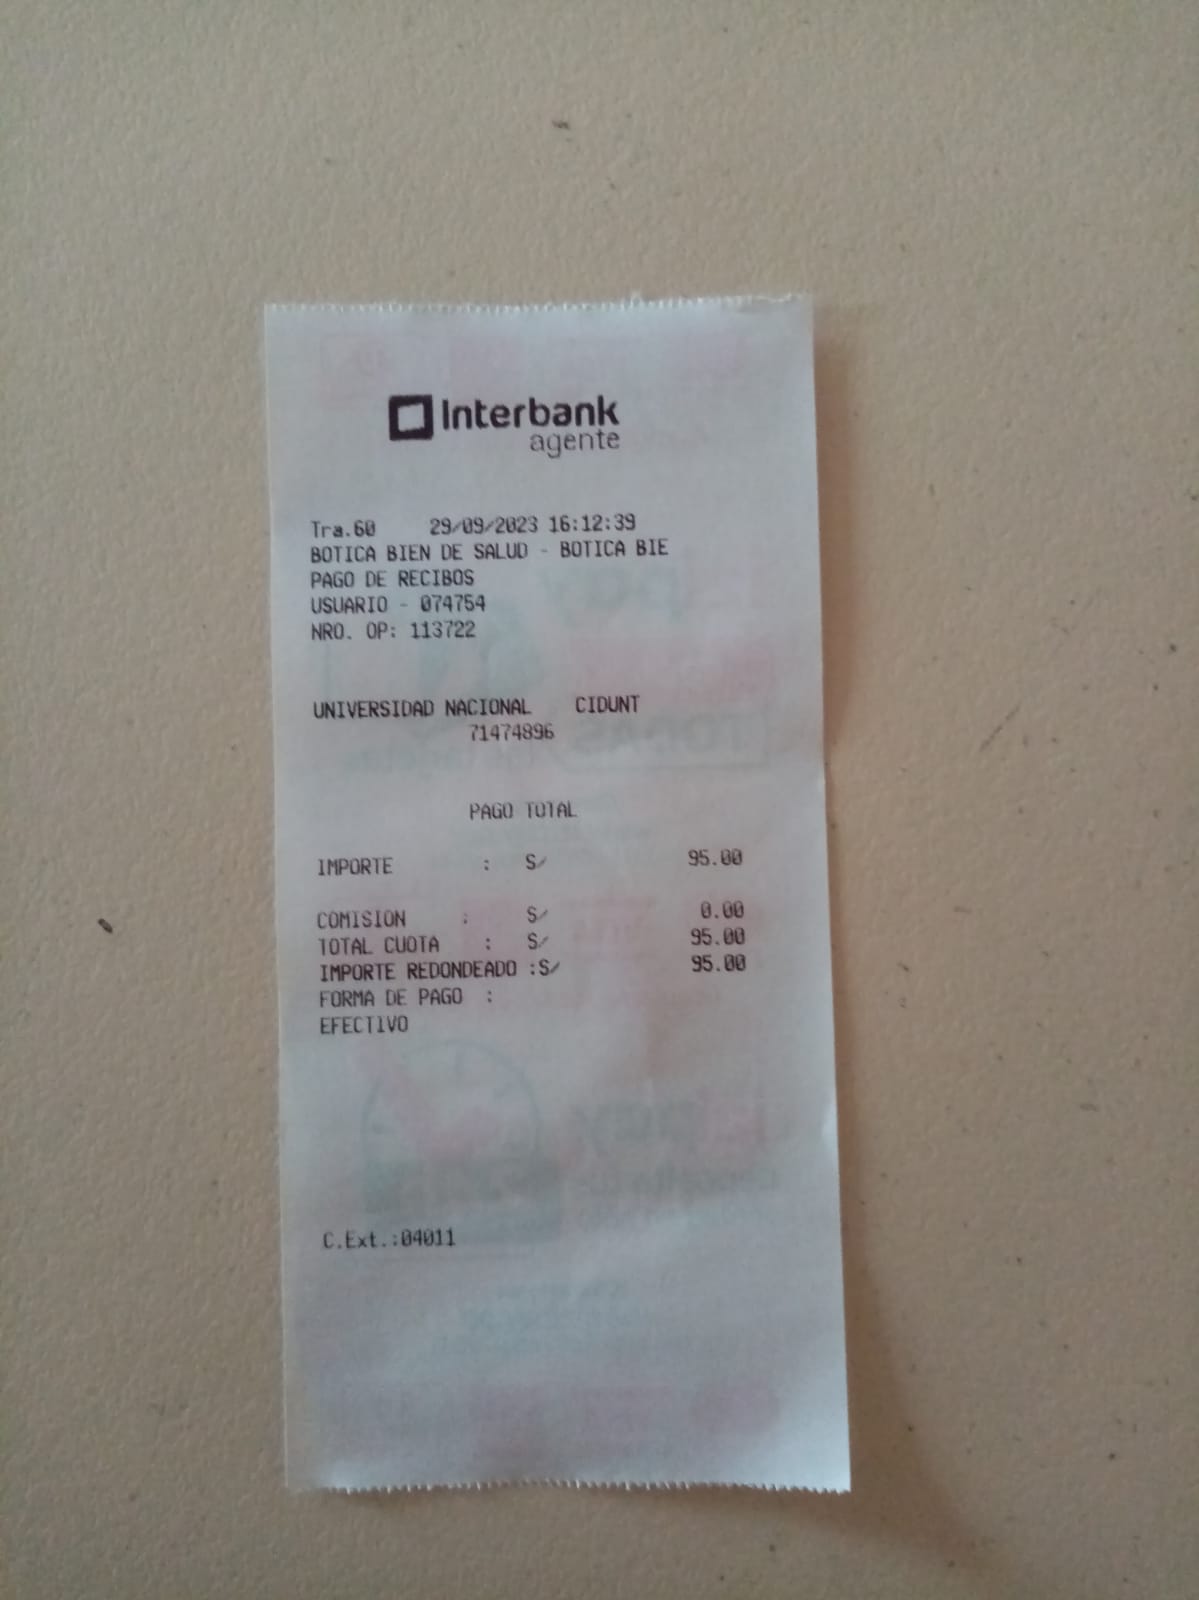 Interbank
agente
Tra.60 29/09/2023 16:12:39
BOTICA BIEN DE SALUD - BOTICA BIE
PAGO DE RECIBOS
USUARIO - 074754
NRO. OP: 113722
UNIVERSIDAD NACIONAL CIDUNT
71474896
PAGO TOTAL
IMPORTE : S/ 95.00
COMISION : S/ 0.00
TOTAL CUOTA : S/ 95.00
IMPORTE REDONDEADO :S/ 95.00
FORMA DE PAGO :
EFECTIVO
C.Ext.:04011